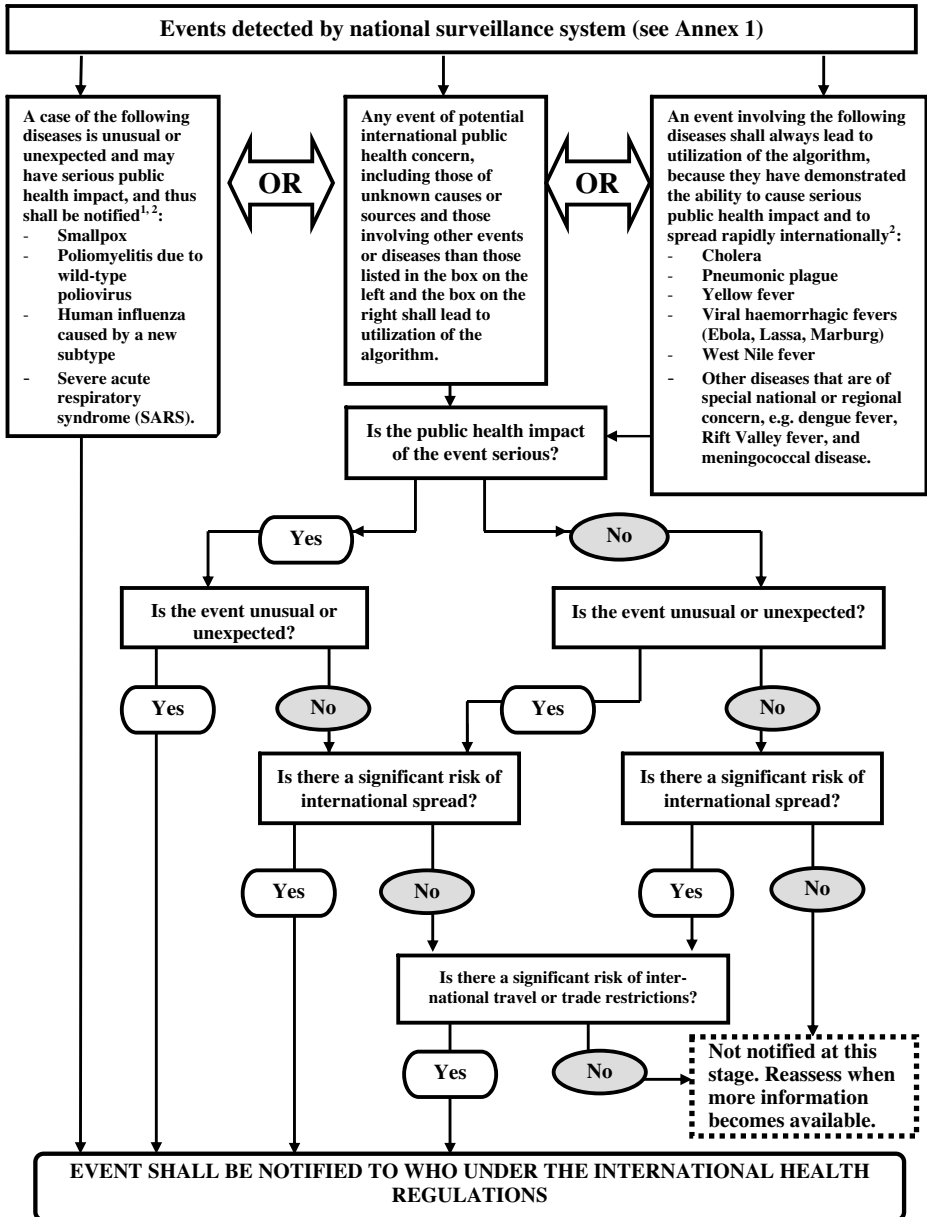 Events detected by national surveillance system (see Annex 1)
A case of the following
diseases is unusual or
unexpected and may
have serious public
health impact, and thus
shall be notified1, 2:
- Smallpox
- Poliomyelitis due to
wild-type
poliovirus
- Human influenza
caused by a new
subtype
- Severe acute
respiratory
syndrome (SARS).
OR
Any event of potential
international public
health concern,
including those of
unknown causes or
sources and those
involving other events
or diseases than those
listed in the box on the
left and the box on the
right shall lead to
utilization of the
algorithm.
OR
An event involving the following
diseases shall always lead to
utilization of the algorithm,
because they have demonstrated
the ability to cause serious
public health impact and to
spread rapidly internationally2:
- Cholera
- Pneumonic plague
- Yellow fever
- Viral haemorrhagic fevers
(Ebola, Lassa, Marburg)
- West Nile fever
- Other diseases that are of
special national or regional
concern, e.g. dengue fever,
Rift Valley fever, and
meningococcal disease.
Is the public health impact
of the event serious?
Yes
No
Is the event unusual or
unexpected?
Is the event unusual or unexpected?
Yes
No
Yes
No
Is there a significant risk of
international spread?
Is there a significant risk of
international spread?
Yes
No
Yes
No
Is there a significant risk of inter-
national travel or trade restrictions?
Yes
No
Not notified at this
stage. Reassess when
more information
becomes available.
EVENT SHALL BE NOTIFIED TO WHO UNDER THE INTERNATIONAL HEALTH
REGULATIONS